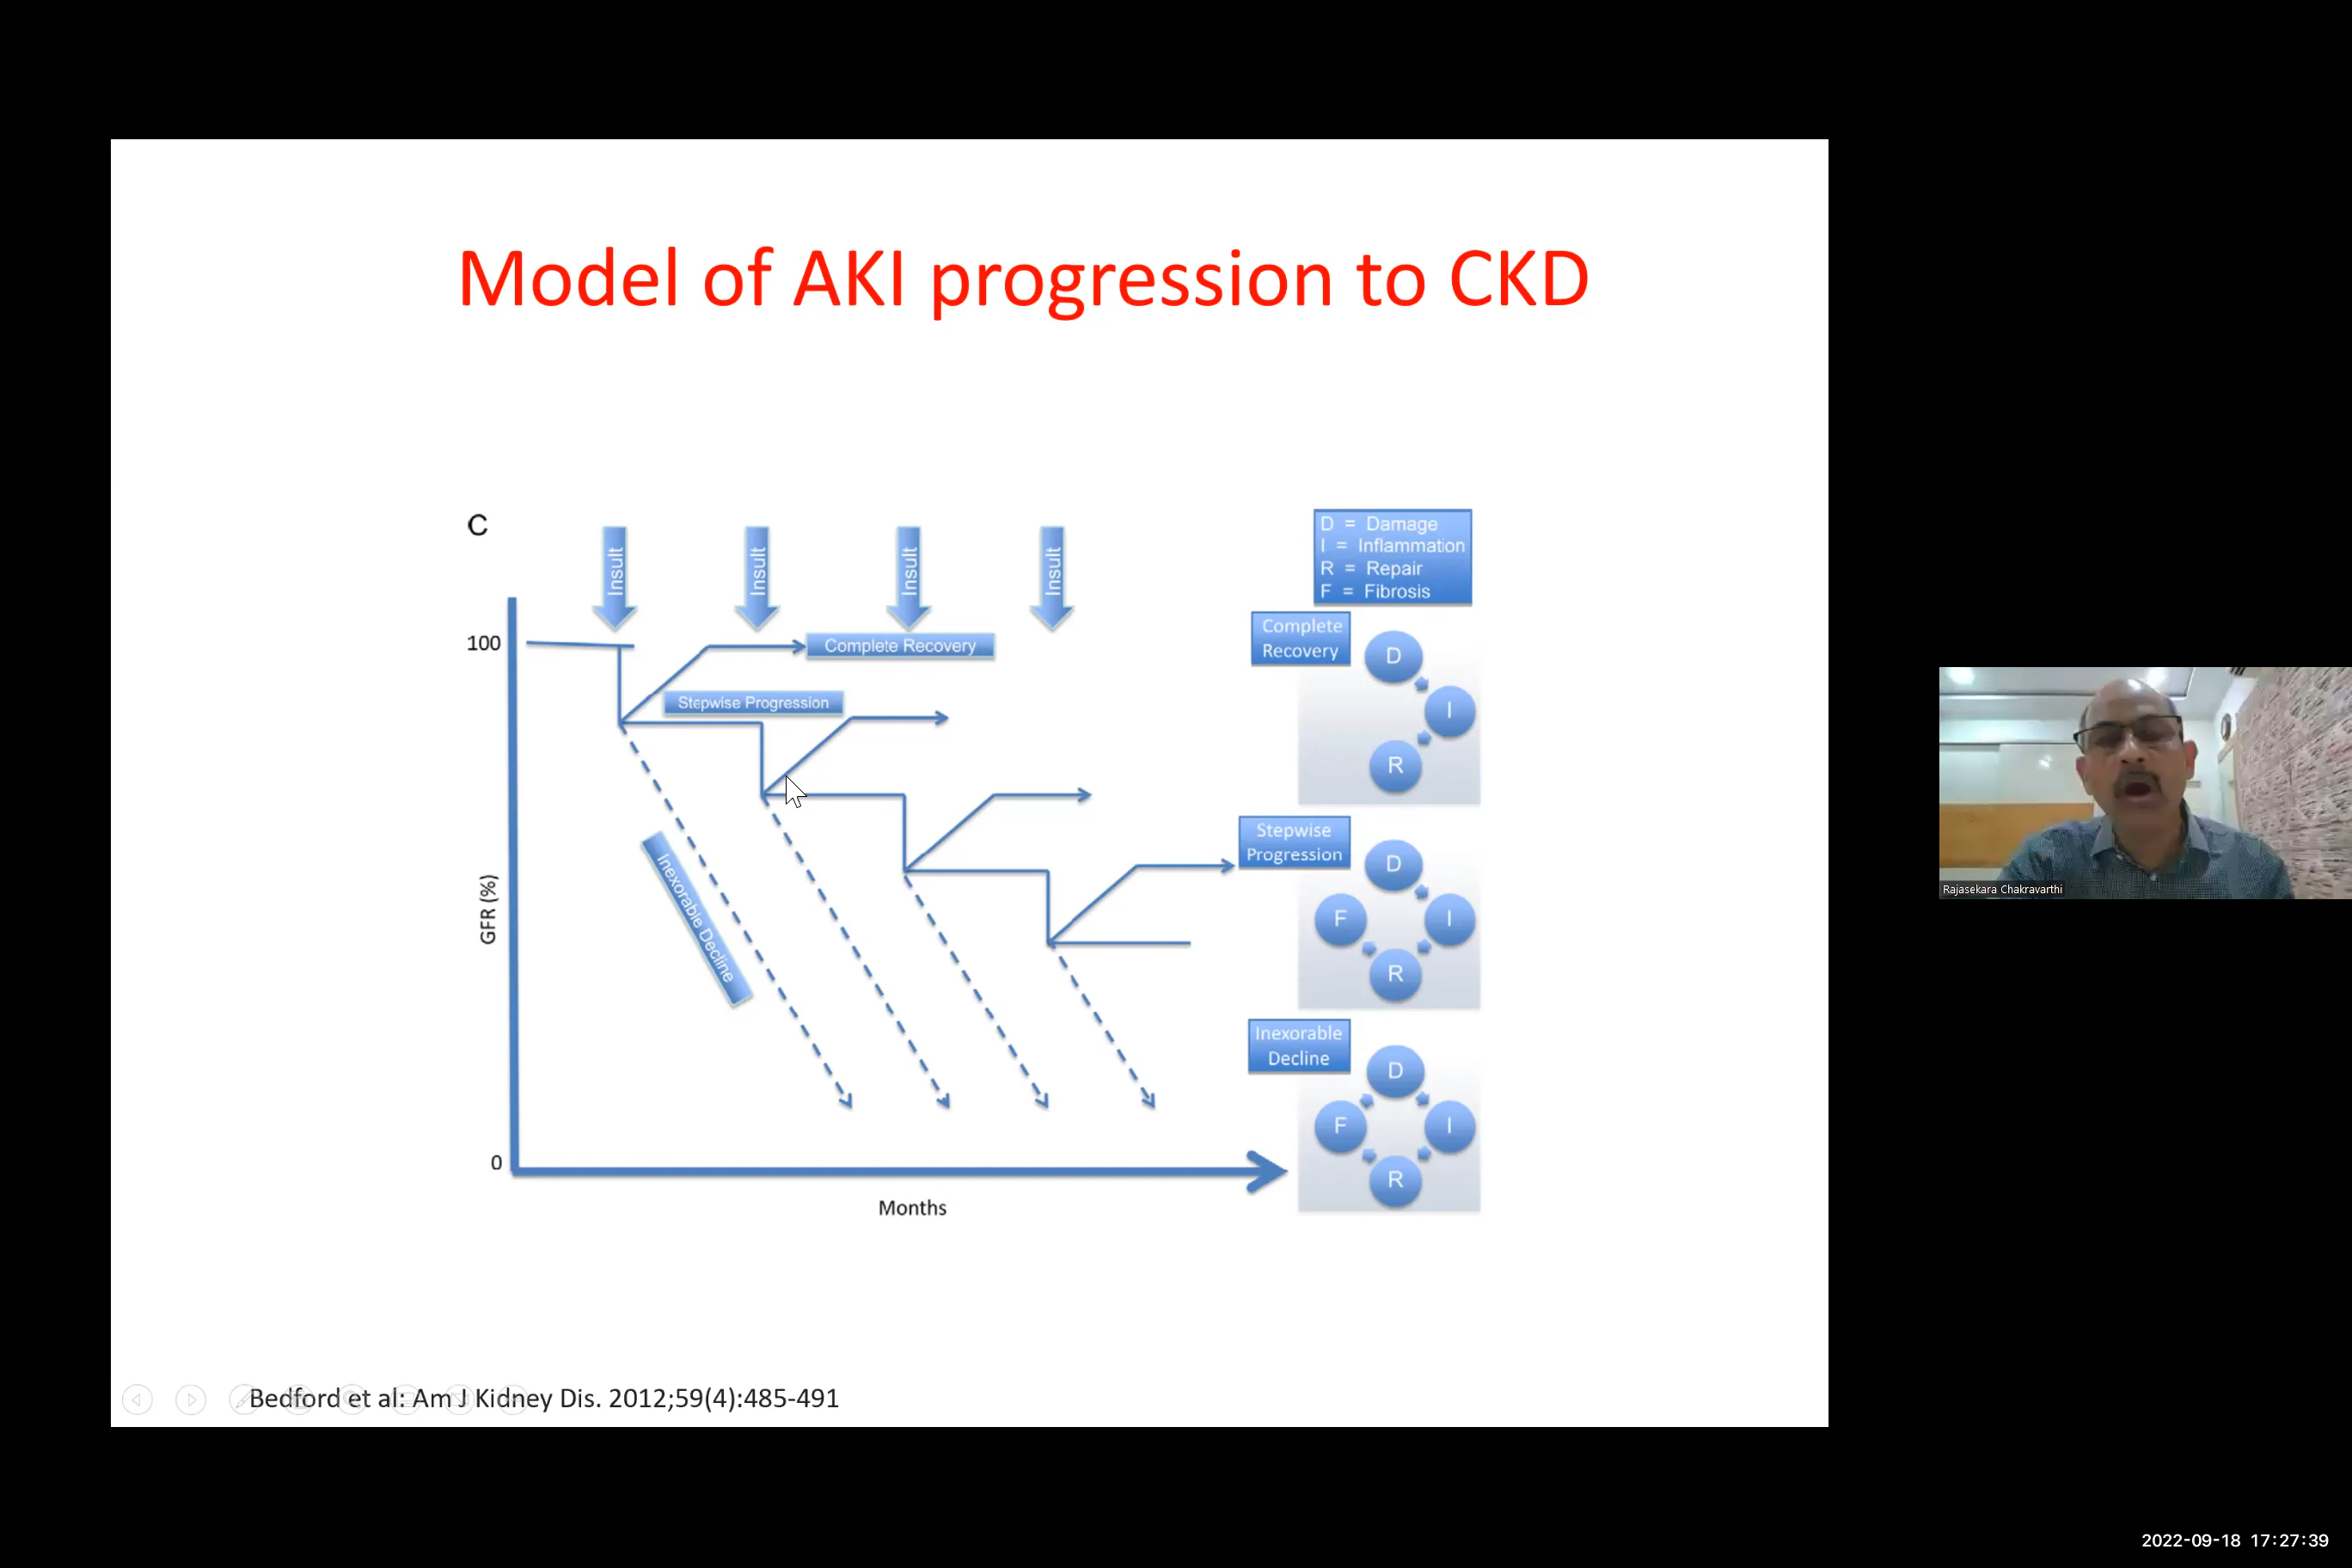 Model of AKI progression to CKD
C
Insult
Insult
Insult
Insult
D = Damage
I = Inflammation
R = Repair
F = Fibrosis
100
Complete Recovery
Stepwise Progression
Inexorable Decline
GFR (%)
0
Months
Complete
Recovery
D
I
R
Stepwise
Progression
D
F
I
R
Inexorable
Decline
D
F
I
R
Bedford et al: Am J Kidney Dis. 2012;59(4):485-491
Rajasekara Chakravarthi
2022-09-18 17:27:39